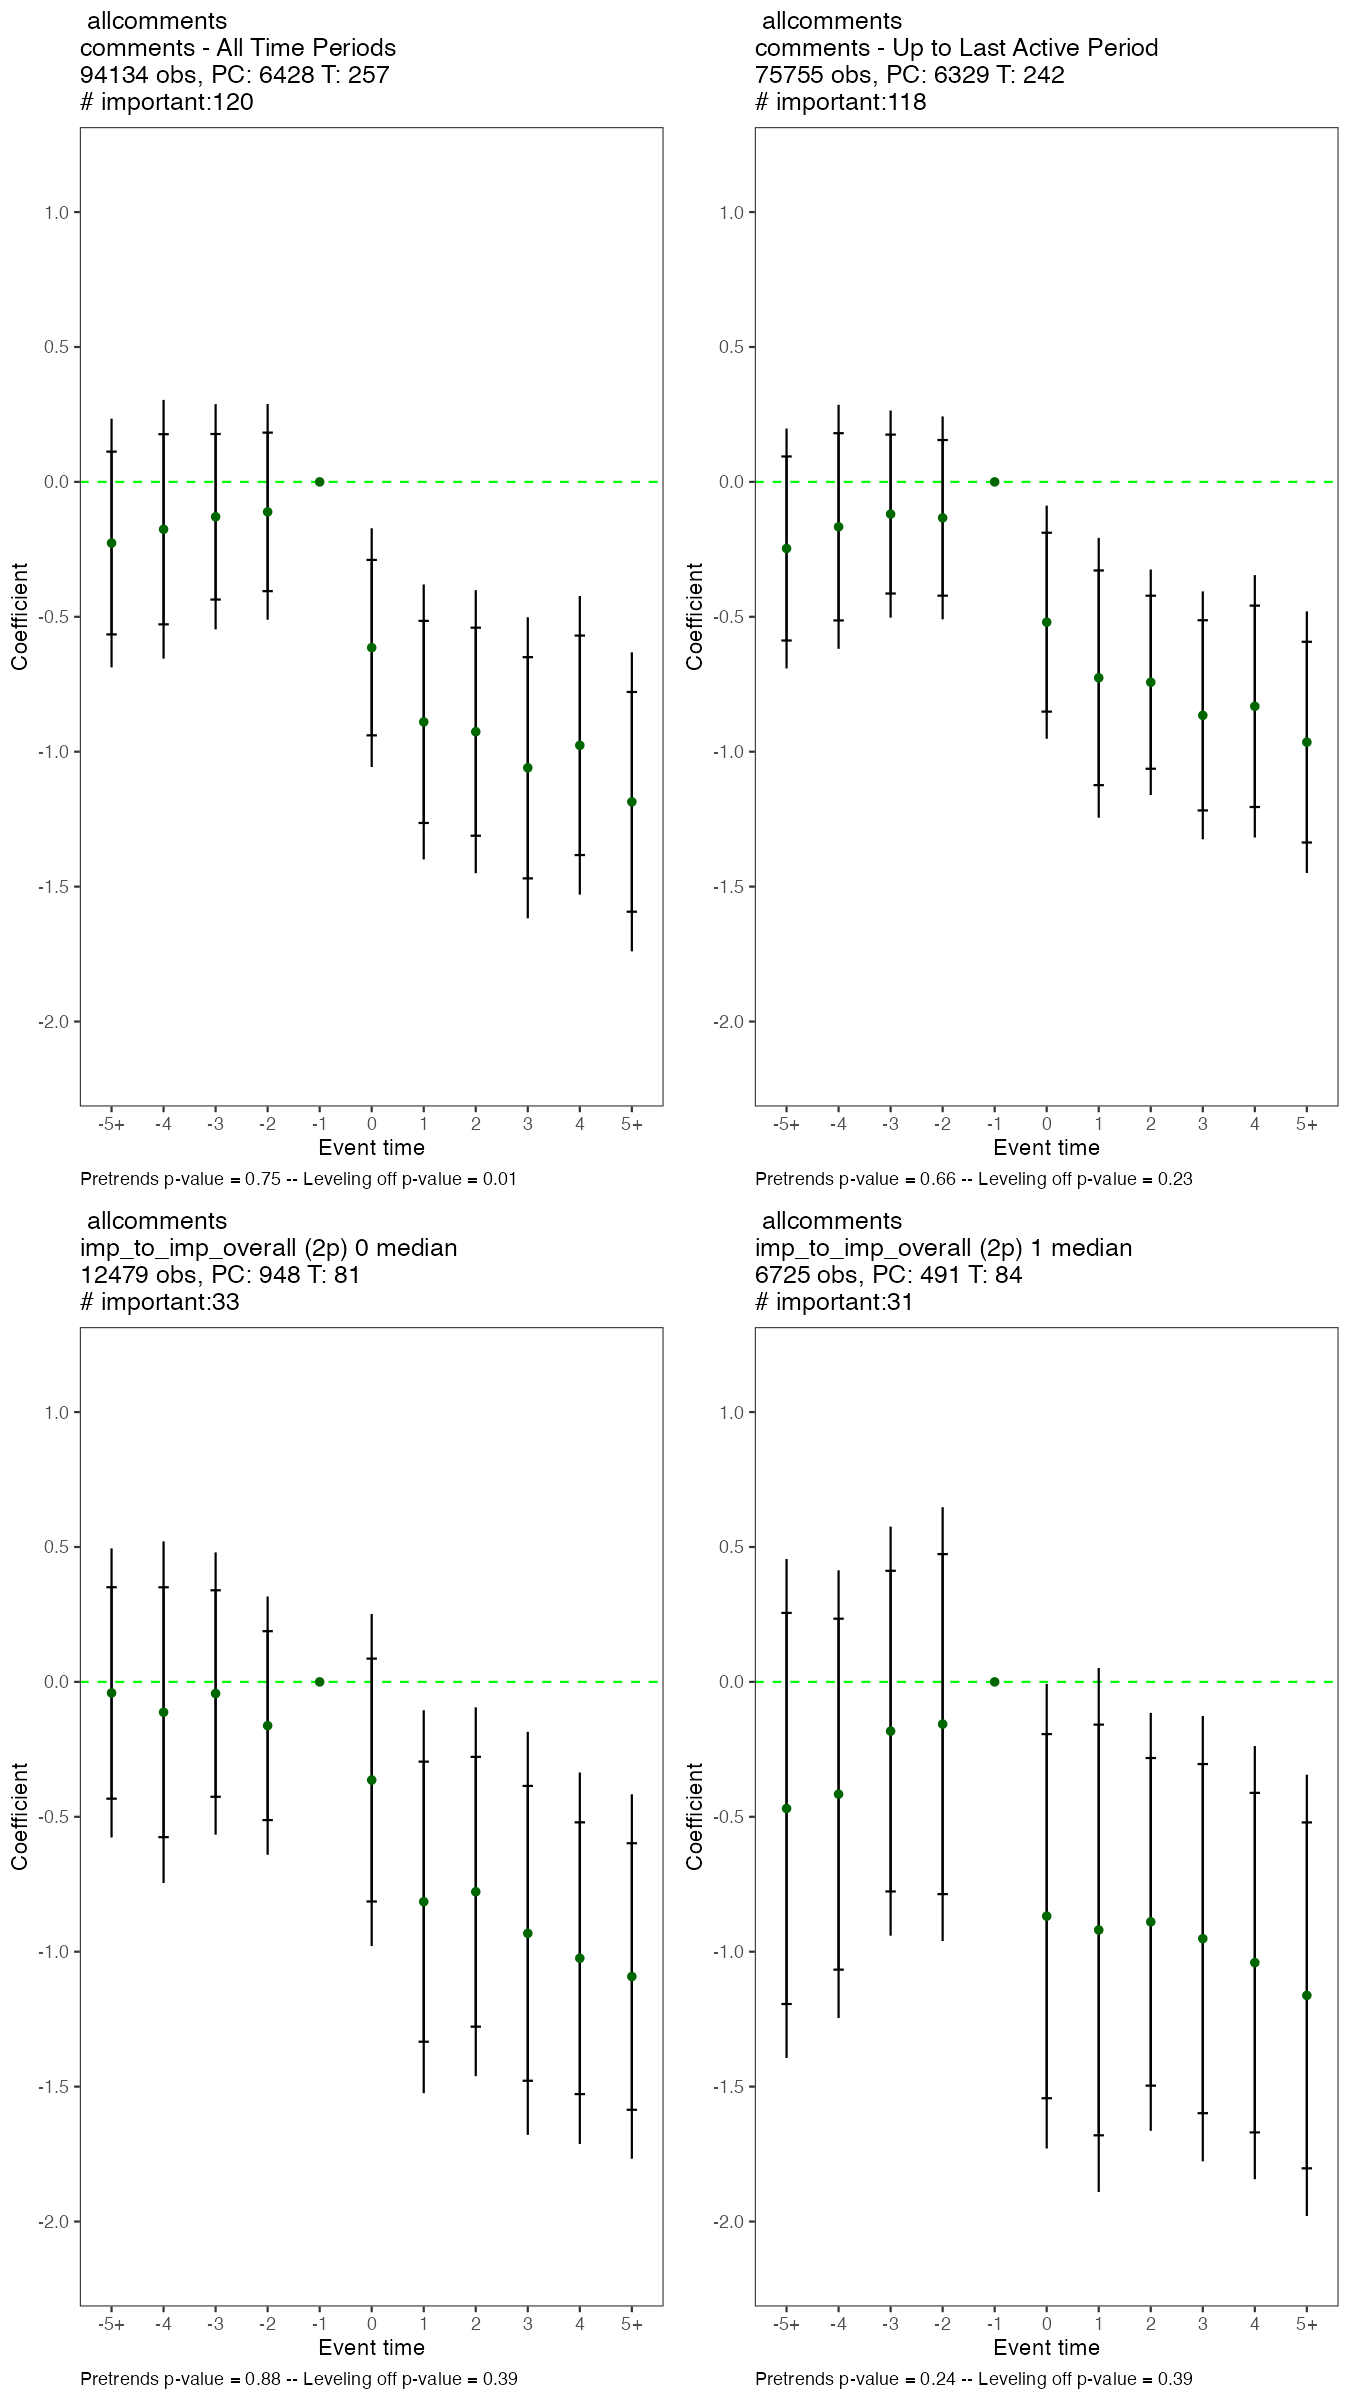 allcomments
comments - All Time Periods
94134 obs, PC: 6428 T: 257
# important:120
1.0
0.5
0.0
-0.5
-1.0
-1.5
-2.0
Coefficient
-5+ -4 -3 -2 -1 0 1 2 3 4 5+
Event time
Pretrends p-value = 0.75 -- Leveling off p-value = 0.01
allcomments
comments - Up to Last Active Period
75755 obs, PC: 6329 T: 242
# important:118
1.0
0.5
0.0
-0.5
-1.0
-1.5
-2.0
Coefficient
-5+ -4 -3 -2 -1 0 1 2 3 4 5+
Event time
Pretrends p-value = 0.66 -- Leveling off p-value = 0.23
allcomments
imp_to_imp_overall (2p) 0 median
12479 obs, PC: 948 T: 81
# important:33
1.0
0.5
0.0
-0.5
-1.0
-1.5
-2.0
Coefficient
-5+ -4 -3 -2 -1 0 1 2 3 4 5+
Event time
Pretrends p-value = 0.88 -- Leveling off p-value = 0.39
allcomments
imp_to_imp_overall (2p) 1 median
6725 obs, PC: 491 T: 84
# important:31
1.0
0.5
0.0
-0.5
-1.0
-1.5
-2.0
Coefficient
-5+ -4 -3 -2 -1 0 1 2 3 4 5+
Event time
Pretrends p-value = 0.24 -- Leveling off p-value = 0.39